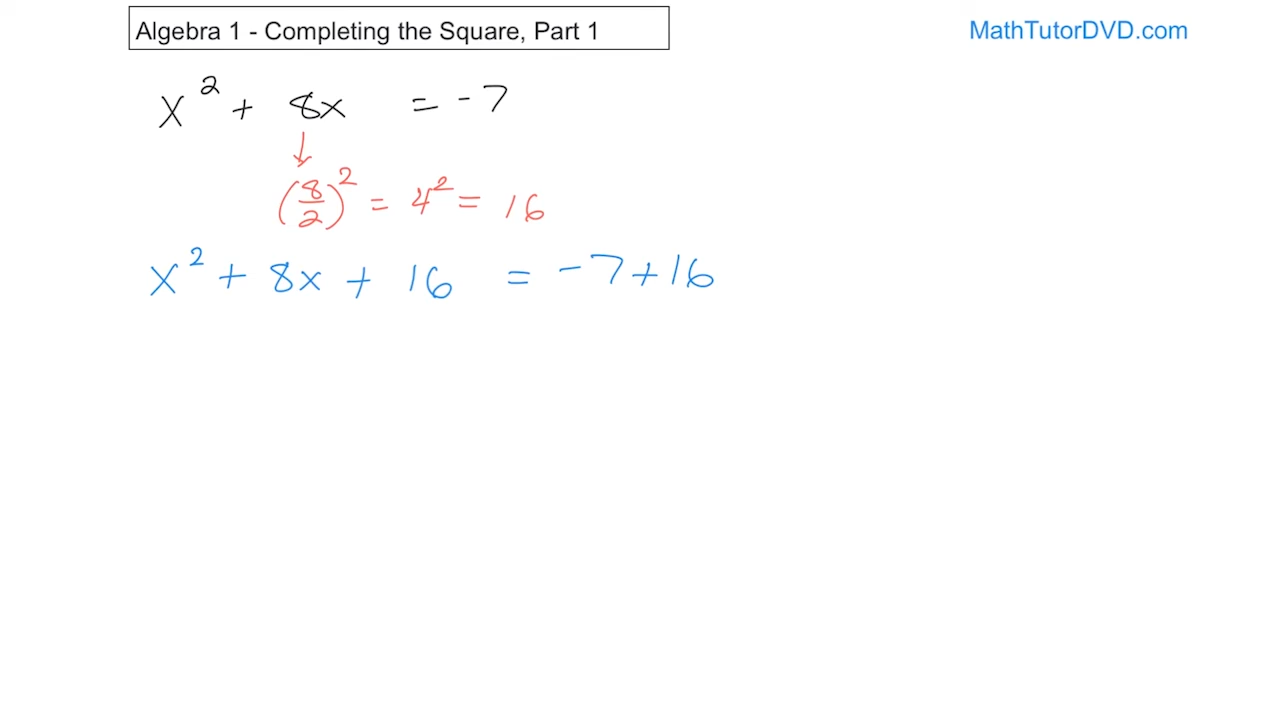 Algebra 1 - Completing the Square, Part 1
MathTutorDVD.com
x² + 8x = -7
↓
(8/2)² = 4² = 16
x² + 8x + 16 = -7 + 16